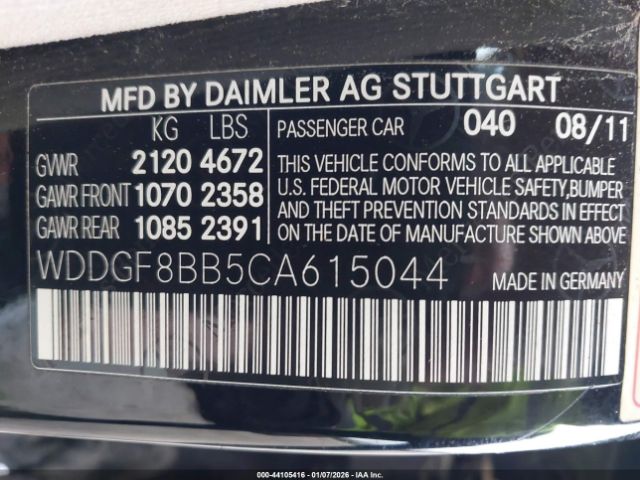 MFD BY DAIMLER AG STUTTGART
KG LBS
GVWR 2120 4672
GAWR FRONT 1070 2358
GAWR REAR 1085 2391
PASSENGER CAR 040 08/11
THIS VEHICLE CONFORMS TO ALL APPLICABLE
U.S. FEDERAL MOTOR VEHICLE SAFETY, BUMPER
AND THEFT PREVENTION STANDARDS IN EFFECT
ON THE DATE OF MANUFACTURE SHOWN ABOVE.
WDDGF8BB5CA615044 MADE IN GERMANY
000-44105416 | 01/07/2026 | IAA Inc.